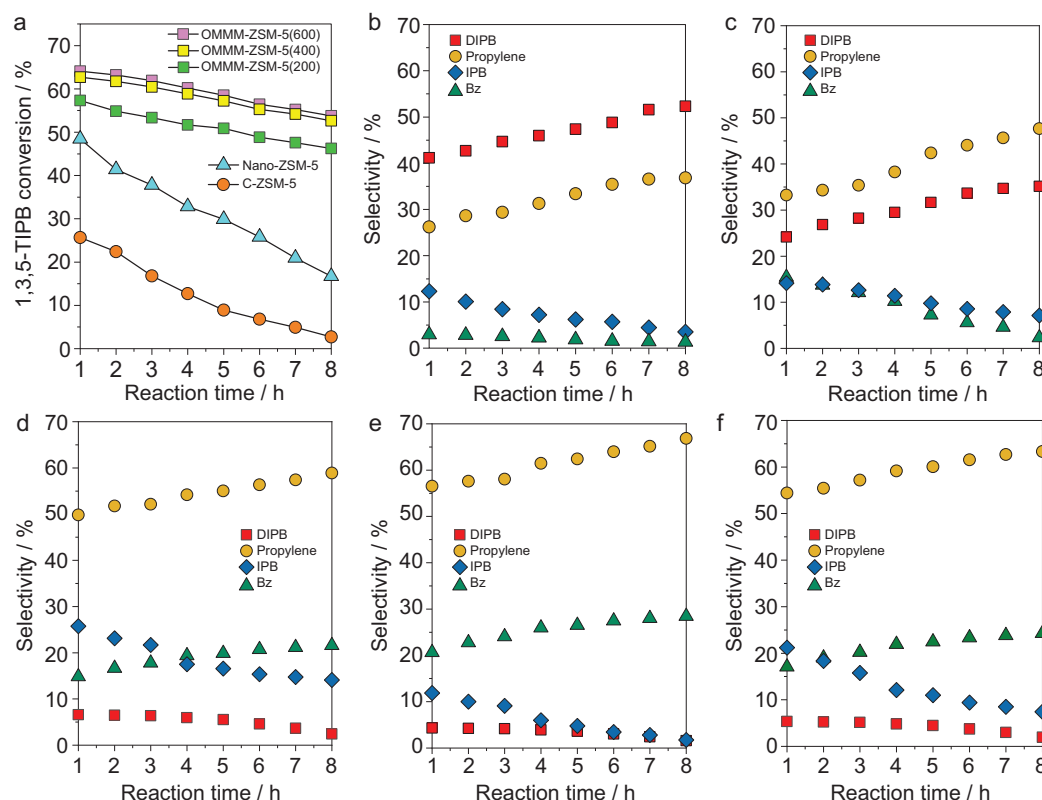 a
1,3,5-TIPB conversion / %
70
60
50
40
30
20
10
0
OMMM-ZSM-5(600)
OMMM-ZSM-5(400)
OMMM-ZSM-5(200)
Nano-ZSM-5
C-ZSM-5
1 2 3 4 5 6 7 8
Reaction time / h
b
Selectivity / %
70
60
50
40
30
20
10
0
DIPB
Propylene
IPB
Bz
1 2 3 4 5 6 7 8
Reaction time / h
c
Selectivity / %
70
60
50
40
30
20
10
0
DIPB
Propylene
IPB
Bz
1 2 3 4 5 6 7 8
Reaction time / h
d
Selectivity / %
70
60
50
40
30
20
10
0
DIPB
Propylene
IPB
Bz
1 2 3 4 5 6 7 8
Reaction time / h
e
Selectivity / %
70
60
50
40
30
20
10
0
DIPB
Propylene
IPB
Bz
1 2 3 4 5 6 7 8
Reaction time / h
f
Selectivity / %
70
60
50
40
30
20
10
0
DIPB
Propylene
IPB
Bz
1 2 3 4 5 6 7 8
Reaction time / h